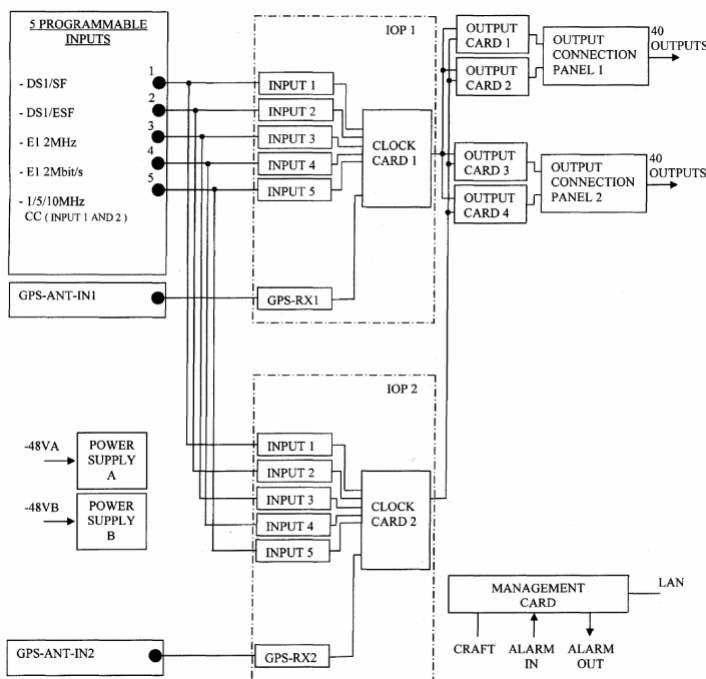 5 PROGRAMMABLE
INPUTS
- DS1/SF
- DS1/ESF
- E1 2MHz
- E1 2Mbit/s
- 1/5/10MHz
CC ( INPUT 1 AND 2 )
1
2
3
4
5
GPS-ANT-IN1
IOP 1
INPUT 1
INPUT 2
INPUT 3
INPUT 4
INPUT 5
CLOCK
CARD 1
GPS-RX1
OUTPUT
CARD 1
OUTPUT
CARD 2
OUTPUT
CONNECTION
PANEL 1
40
OUTPUTS
OUTPUT
CARD 3
OUTPUT
CARD 4
OUTPUT
CONNECTION
PANEL 2
40
OUTPUTS
IOP 2
INPUT 1
INPUT 2
INPUT 3
INPUT 4
INPUT 5
CLOCK
CARD 2
GPS-RX2
-48VA
POWER
SUPPLY
A
-48VB
POWER
SUPPLY
B
GPS-ANT-IN2
MANAGEMENT
CARD
LAN
CRAFT
ALARM
IN
ALARM
OUT